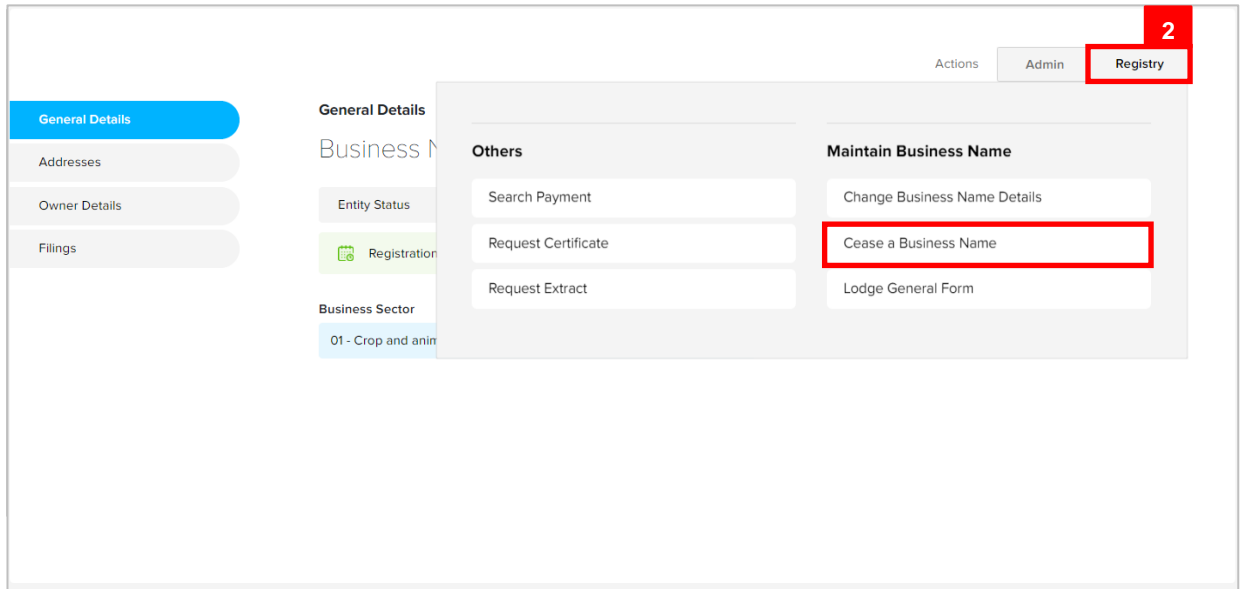 2
Actions
Admin
Registry
General Details
Addresses
Owner Details
Filings
General Details
Business N
Entity Status
Registration
Business Sector
01 - Crop and anim
Others
Search Payment
Request Certificate
Request Extract
Maintain Business Name
Change Business Name Details
Cease a Business Name
Lodge General Form